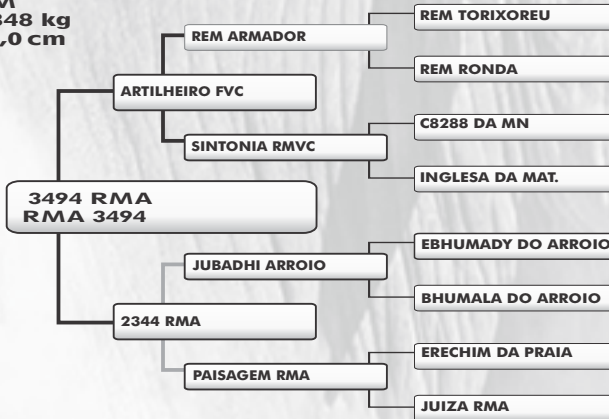 M
348 kg
,0 cm
REM TORIXOREU
REM ARMADOR
REM RONDA
ARTILHEIRO FVC
C8288 DA MN
SINTONIA RMVC
INGLESA DA MAT.
3494 RMA
RMA 3494
EBHUMADY DO ARROIO
JUBADHI ARROIO
BHUMALA DO ARROIO
2344 RMA
ERECHIM DA PRAIA
PAISAGEM RMA
JUIZA RMA